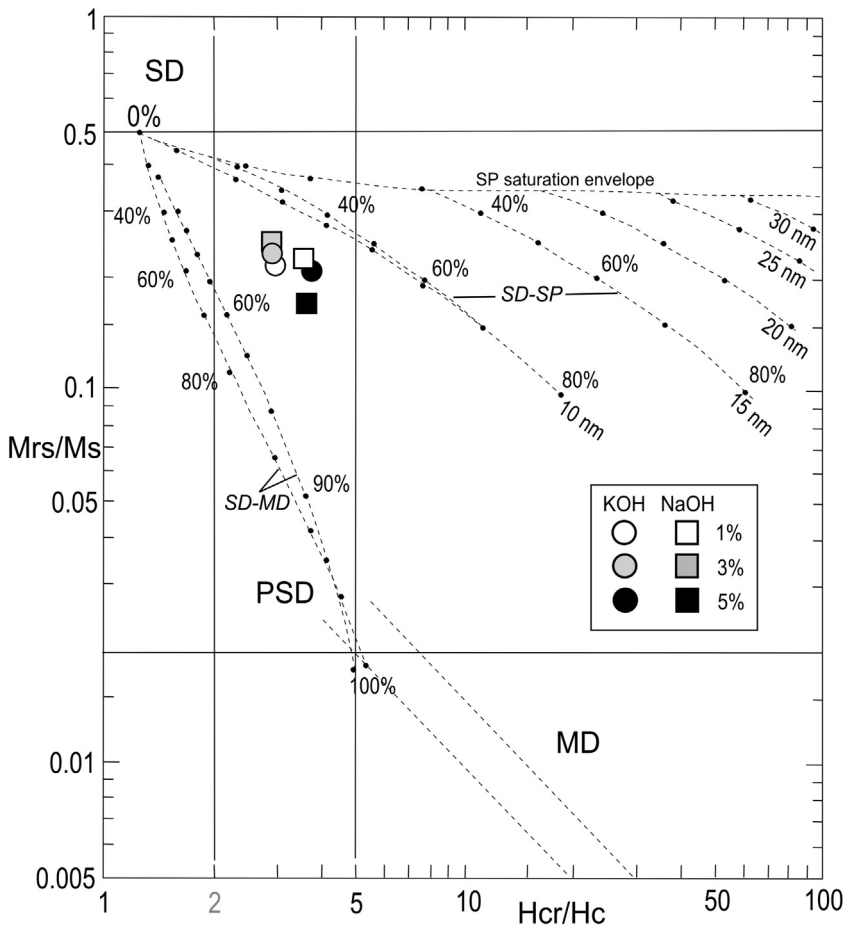 1
SD
0%
0.5
SP saturation envelope
40%
40%
40%
30 nm
25 nm
60%
60%
60%
60%
SD-SP
20 nm
80%
80%
80%
0.1
10 nm
15 nm
Mrs/Ms
90%
SD-MD
0.05
KOH NaOH
1%
3%
5%
PSD
100%
MD
0.01
0.005
1 2 5 10 50 100
Hcr/Hc